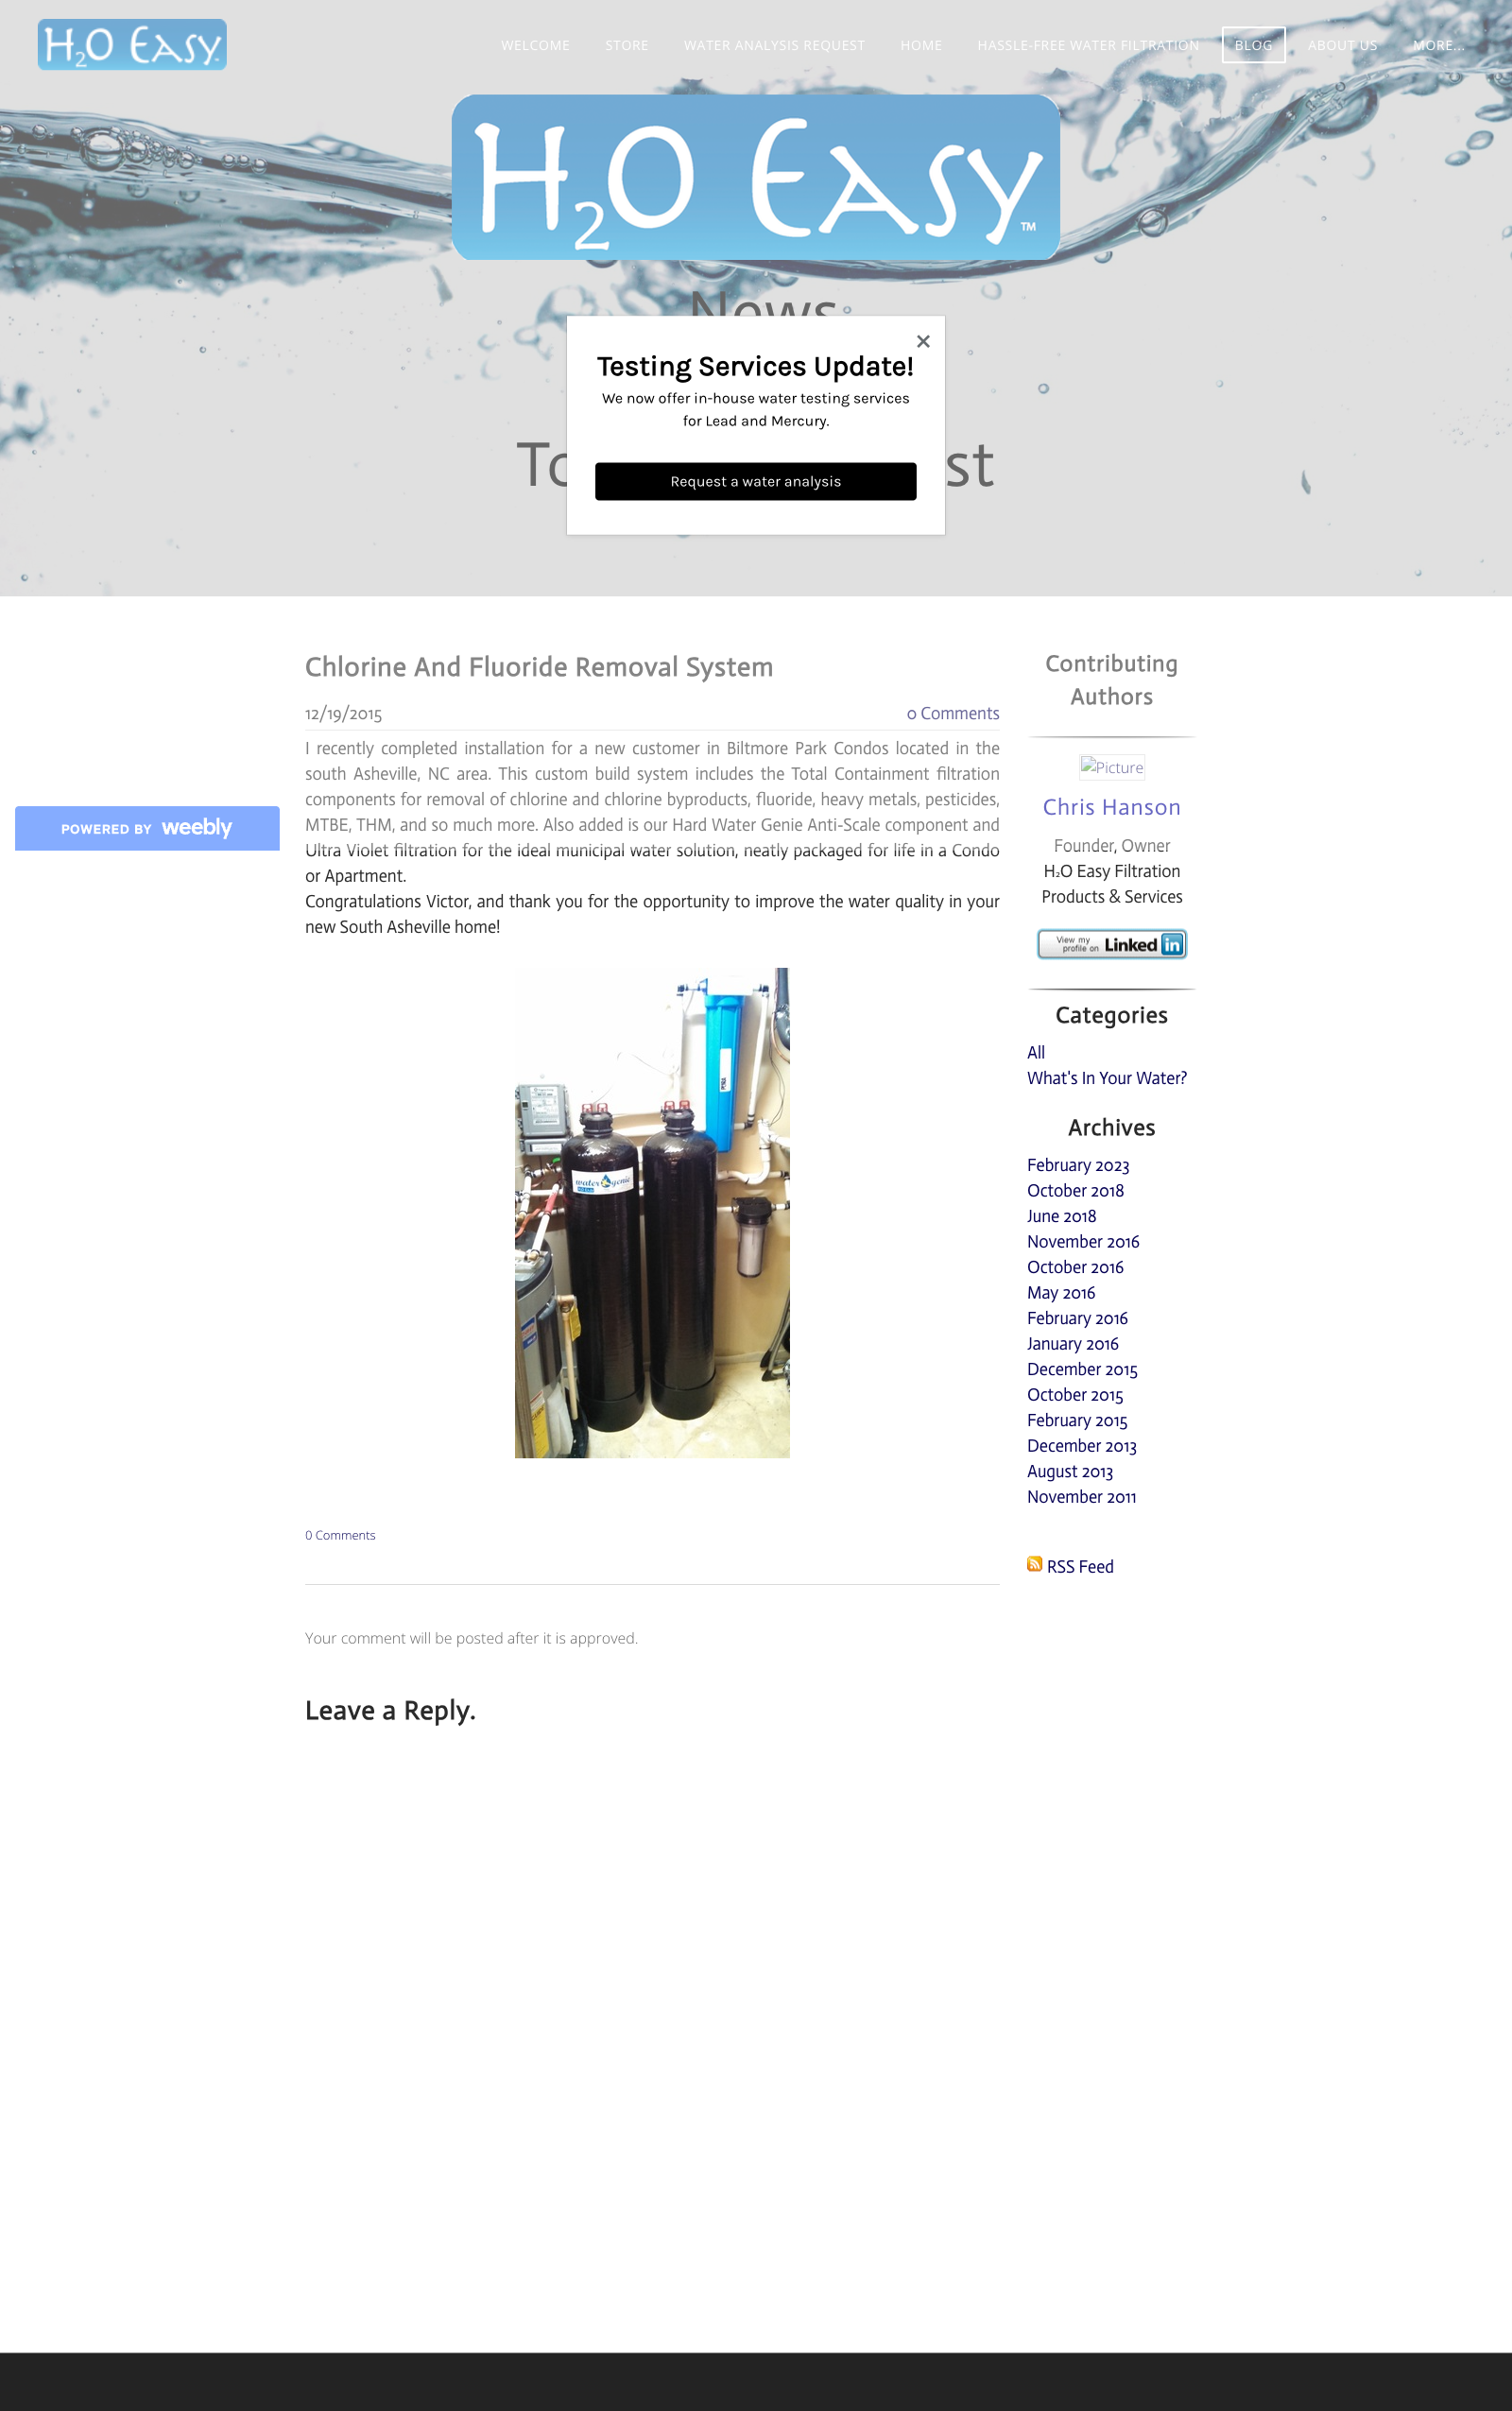 H2O Easy™
WELCOME
STORE
WATER ANALYSIS REQUEST
HOME
HASSLE-FREE WATER FILTRATION
BLOG
ABOUT US
MORE...
H2O Easy™
News
Testing Services Update!
We now offer in-house water testing services
for Lead and Mercury.
Request a water analysis
Chlorine And Fluoride Removal System
12/19/2015
0 Comments
I recently completed installation for a new customer in Biltmore Park Condos located in the
south Asheville, NC area. This custom build system includes the Total Containment filtration
components for removal of chlorine and chlorine byproducts, fluoride, heavy metals, pesticides,
MTBE, THM, and so much more. Also added is our Hard Water Genie Anti-Scale component and
Ultra Violet filtration for the ideal municipal water solution, neatly packaged for life in a Condo
or Apartment.
Congratulations Victor, and thank you for the opportunity to improve the water quality in your
new South Asheville home!
water genie
0 Comments
Your comment will be posted after it is approved.
Leave a Reply.
Contributing
Authors
Picture
Chris Hanson
Founder, Owner
H2O Easy Filtration
Products & Services
View my
profile on
Linked in
Categories
All
What's In Your Water?
Archives
February 2023
October 2018
June 2018
November 2016
October 2016
May 2016
February 2016
January 2016
December 2015
October 2015
February 2015
December 2013
August 2013
November 2011
RSS Feed
POWERED BY weebly